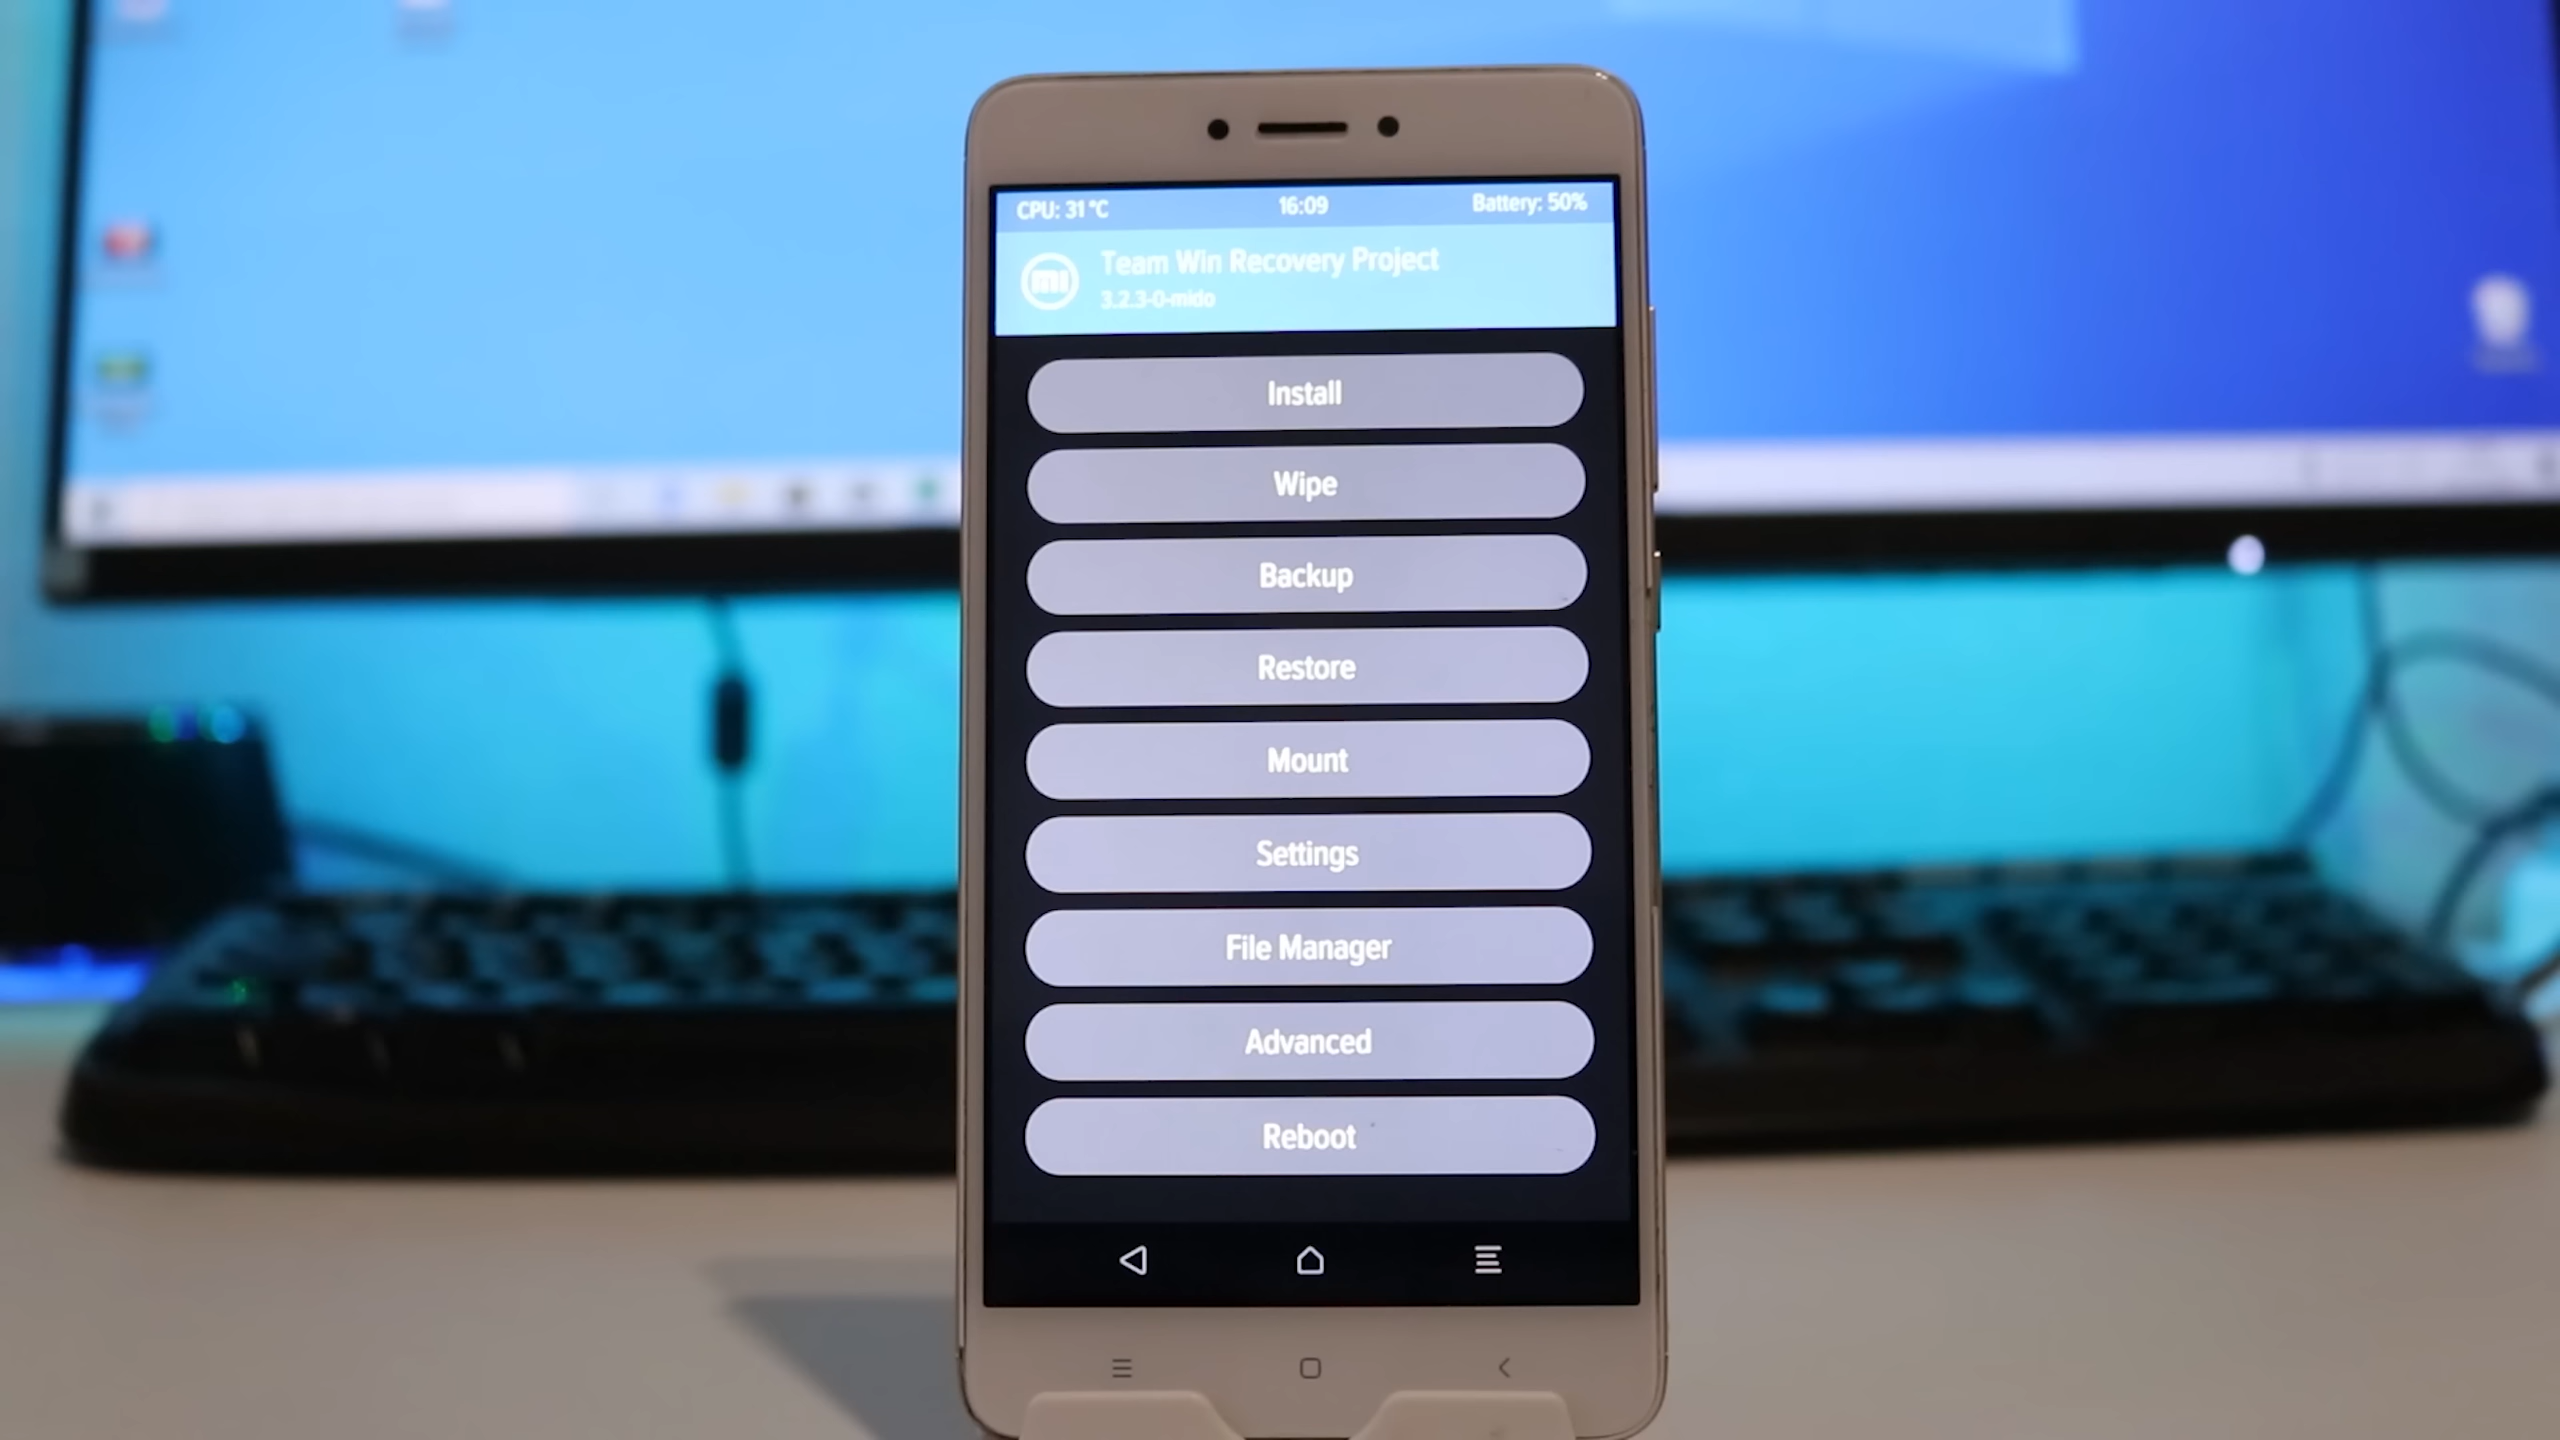 CPU: 31 °C 16:09 Battery: 50%
mi
Team Win Recovery Project
3.2.3-0-mido
Install
Wipe
Backup
Restore
Mount
Settings
File Manager
Advanced
Reboot